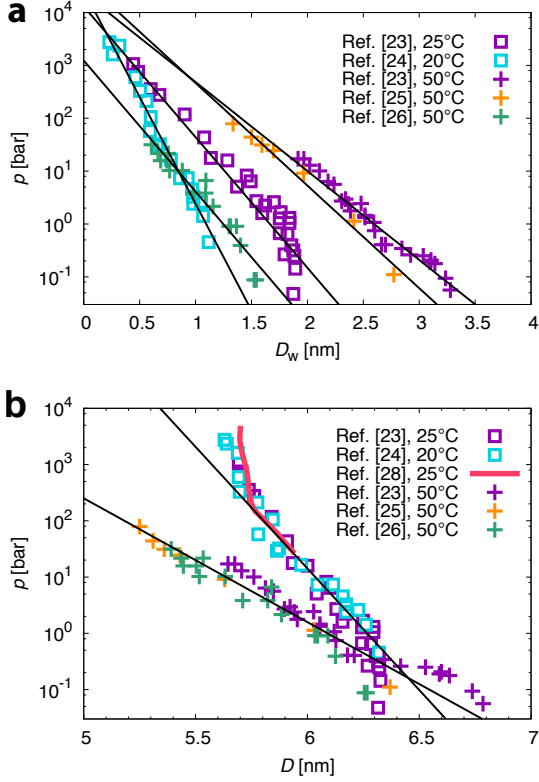 a
Ref. [23], 25°C
Ref. [24], 20°C
Ref. [23], 50°C
Ref. [25], 50°C
Ref. [26], 50°C
10^4
10^3
10^2
10^1
10^0
10^-1
p [bar]
0 0.5 1 1.5 2 2.5 3 3.5 4
D_w [nm]
b
Ref. [23], 25°C
Ref. [24], 20°C
Ref. [28], 25°C
Ref. [23], 50°C
Ref. [25], 50°C
Ref. [26], 50°C
10^4
10^3
10^2
10^1
10^0
10^-1
p [bar]
5 5.5 6 6.5 7
D [nm]